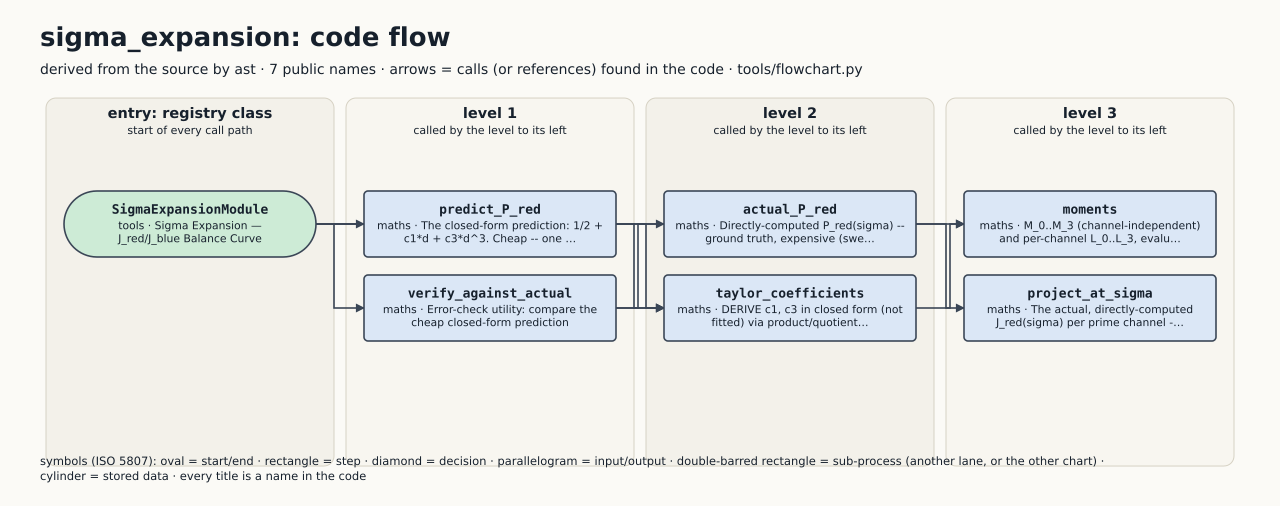 sigma_expansion: code flow
derived from the source by ast · 7 public names · arrows = calls (or references) found in the code · tools/flowchart.py
entry: registry class
start of every call path
SigmaExpansionModule
tools · Sigma Expansion —
J_red/J_blue Balance Curve
level 1
called by the level to its left
predict_P_red
maths · The closed-form prediction: 1/2 +
c1*d + c3*d^3. Cheap -- one …
verify_against_actual
maths · Error-check utility: compare the
cheap closed-form prediction
level 2
called by the level to its left
actual_P_red
maths · Directly-computed P_red(sigma) --
ground truth, expensive (swe…
taylor_coefficients
maths · DERIVE c1, c3 in closed form (not
fitted) via product/quotient…
level 3
called by the level to its left
moments
maths · M_0..M_3 (channel-independent)
and per-channel L_0..L_3, evalu…
project_at_sigma
maths · The actual, directly-computed
J_red(sigma) per prime channel -…
symbols (ISO 5807): oval = start/end · rectangle = step · diamond = decision · parallelogram = input/output · double-barred rectangle = sub-process (another lane, or the other chart) ·
cylinder = stored data · every title is a name in the code